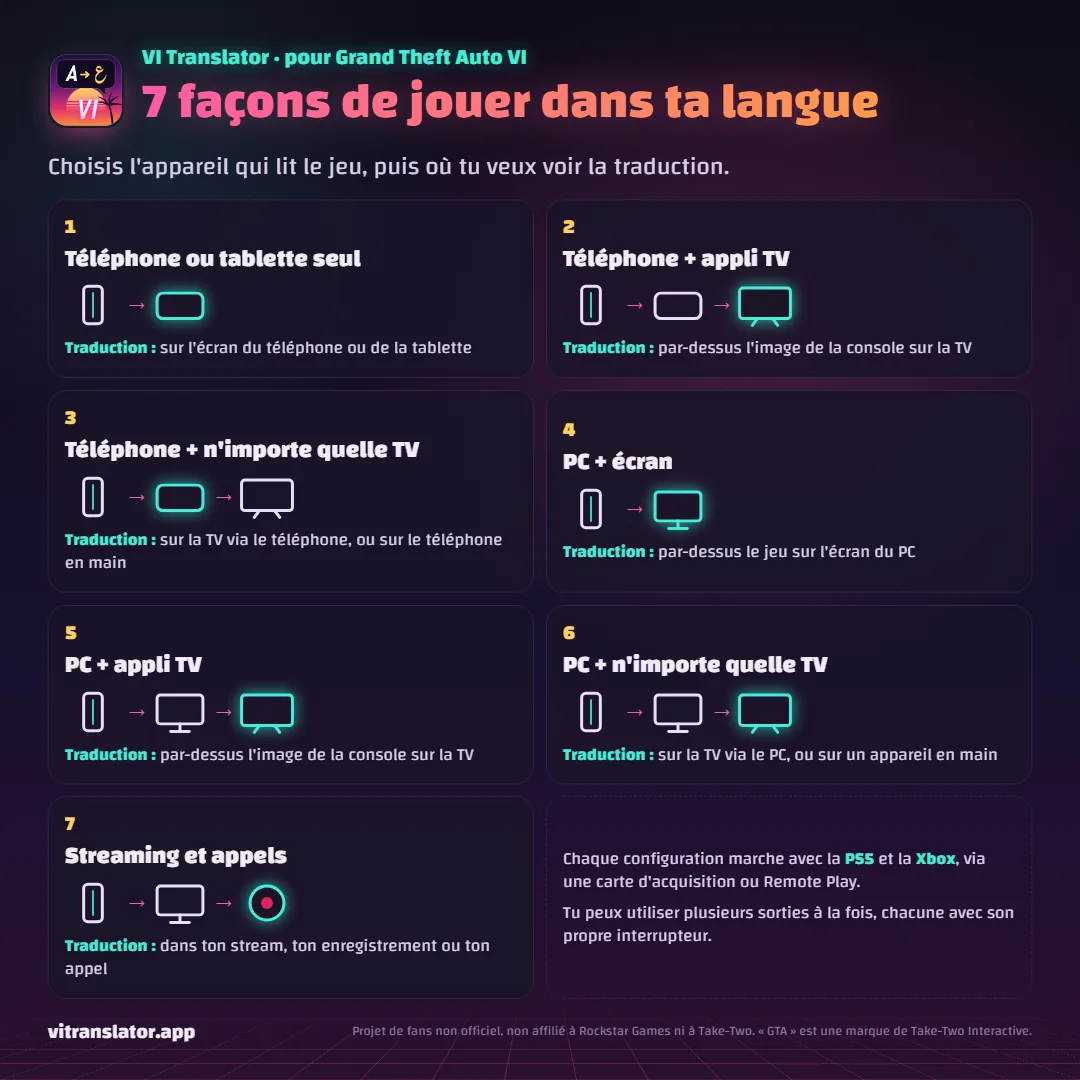 A→ع
VI
VI Translator · pour Grand Theft Auto VI
7 façons de jouer dans ta langue
Choisis l'appareil qui lit le jeu, puis où tu veux voir la traduction.
1
Téléphone ou tablette seul
→
Traduction : sur l'écran du téléphone ou de la tablette
2
Téléphone + appli TV
→ →
Traduction : par-dessus l'image de la console sur la TV
3
Téléphone + n'importe quelle TV
→ →
Traduction : sur la TV via le téléphone, ou sur le téléphone
en main
4
PC + écran
→
Traduction : par-dessus le jeu sur l'écran du PC
5
PC + appli TV
→ →
Traduction : par-dessus l'image de la console sur la TV
6
PC + n'importe quelle TV
→ →
Traduction : sur la TV via le PC, ou sur un appareil en main
7
Streaming et appels
→ →
Traduction : dans ton stream, ton enregistrement ou ton
appel
Chaque configuration marche avec la PS5 et la Xbox, via
une carte d'acquisition ou Remote Play.
Tu peux utiliser plusieurs sorties à la fois, chacune avec son
propre interrupteur.
vitranslator.app
Projet de fans non officiel, non affilié à Rockstar Games ni à Take-Two. « GTA » est une marque de Take-Two Interactive.